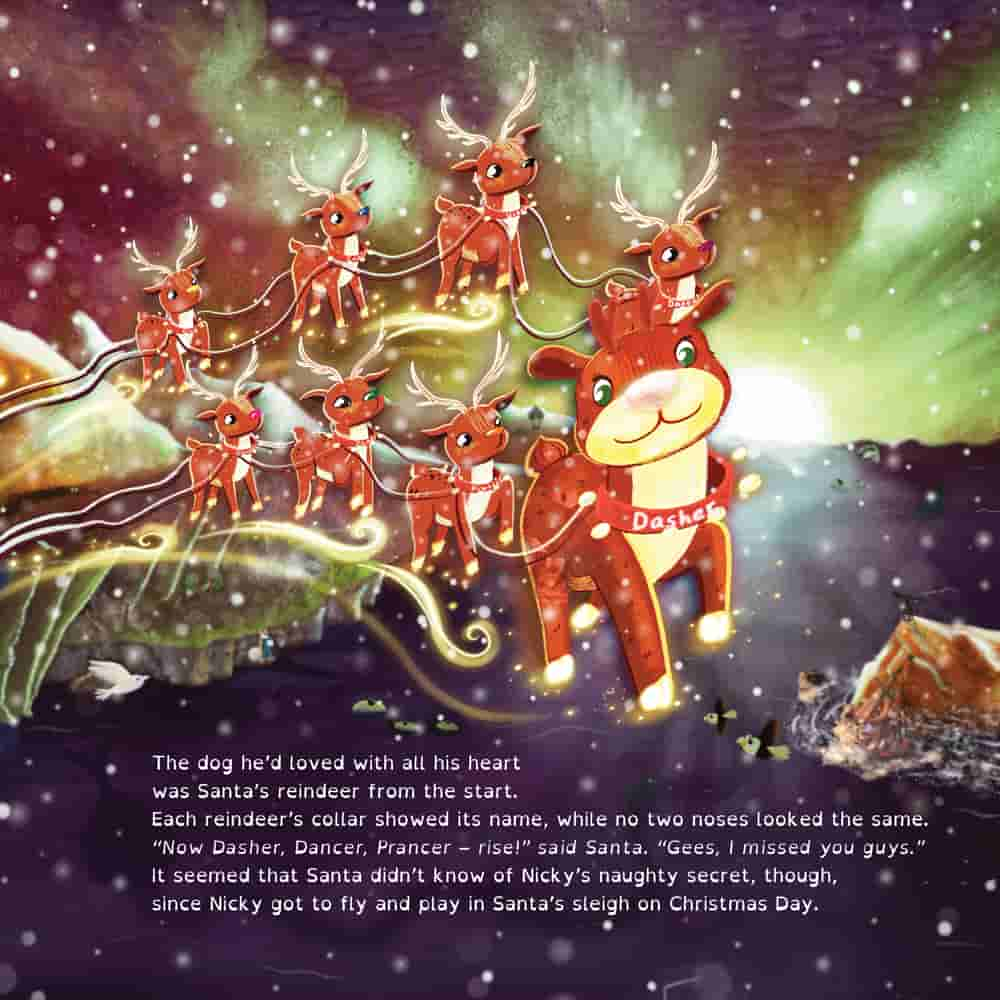 Dasher
The dog he'd loved with all his heart
was Santa's reindeer from the start.
Each reindeer's collar showed its name, while no two noses looked the same.
“Now Dasher, Dancer, Prancer – rise!” said Santa. “Gees, I missed you guys.”
It seemed that Santa didn't know of Nicky's naughty secret, though,
since Nicky got to fly and play in Santa's sleigh on Christmas Day.